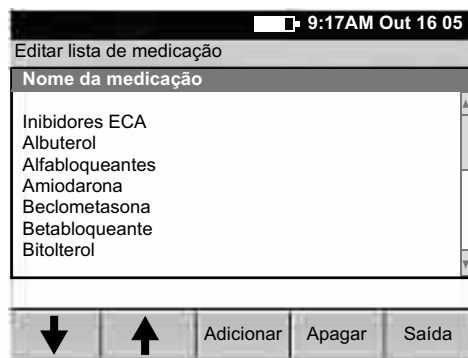 9:17AM Out 16 05
Editar lista de medicação
Nome da medicação
Inibidores ECA
Albuterol
Alfabloqueantes
Amiodarona
Beclometasona
Betabloqueante
Bitolterol
Adicionar Apagar Saída